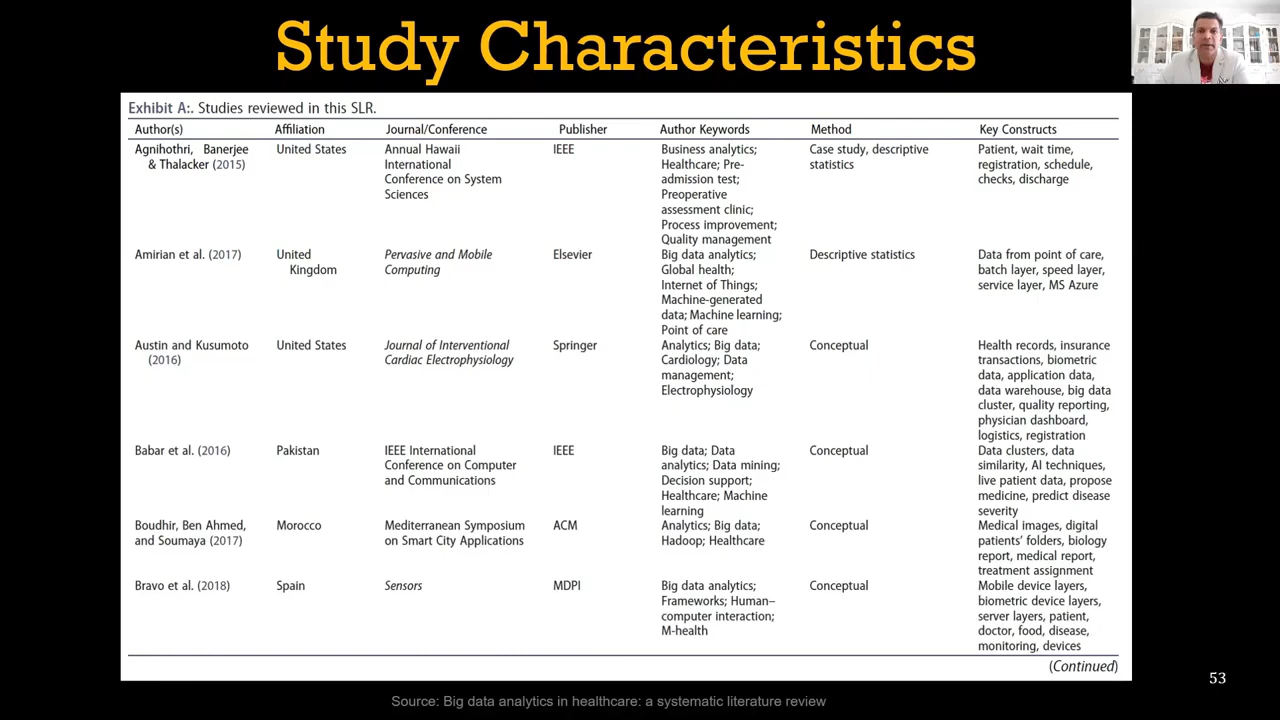 Study Characteristics
Exhibit A:. Studies reviewed in this SLR.
Author(s) Affiliation Journal/Conference Publisher Author Keywords Method Key Constructs
Agnihothri, Banerjee United States Annual Hawaii IEEE Business analytics; Case study, descriptive Patient, wait time,
& Thalacker (2015) International Healthcare; Pre- statistics registration, schedule,
Conference on System admission test; checks, discharge
Sciences Preoperative
assessment clinic;
Process improvement;
Quality management
Amirian et al. (2017) United Pervasive and Mobile Elsevier Big data analytics; Descriptive statistics Data from point of care,
Kingdom Computing Global health; batch layer, speed layer,
Internet of Things; service layer, MS Azure
Machine-generated
data; Machine learning;
Point of care
Austin and Kusumoto United States Journal of Interventional Springer Analytics; Big data; Conceptual Health records, insurance
(2016) Cardiac Electrophysiology Cardiology; Data transactions, biometric
management; data, application data,
Electrophysiology data warehouse, big data
cluster, quality reporting,
physician dashboard,
logistics, registration
Babar et al. (2016) Pakistan IEEE International IEEE Big data; Data Conceptual Data clusters, data
Conference on Computer analytics; Data mining; similarity, AI techniques,
and Communications Decision support; live patient data, propose
Healthcare; Machine medicine, predict disease
learning severity
Boudhir, Ben Ahmed, Morocco Mediterranean Symposium ACM Analytics; Big data; Conceptual Medical images, digital
and Soumaya (2017) on Smart City Applications Hadoop; Healthcare patients' folders, biology
report, medical report,
treatment assignment
Bravo et al. (2018) Spain Sensors MDPI Big data analytics; Conceptual Mobile device layers,
Frameworks; Human– biometric device layers,
computer interaction; server layers, patient,
M-health doctor, food, disease,
monitoring, devices
(Continued)
53
Source: Big data analytics in healthcare: a systematic literature review